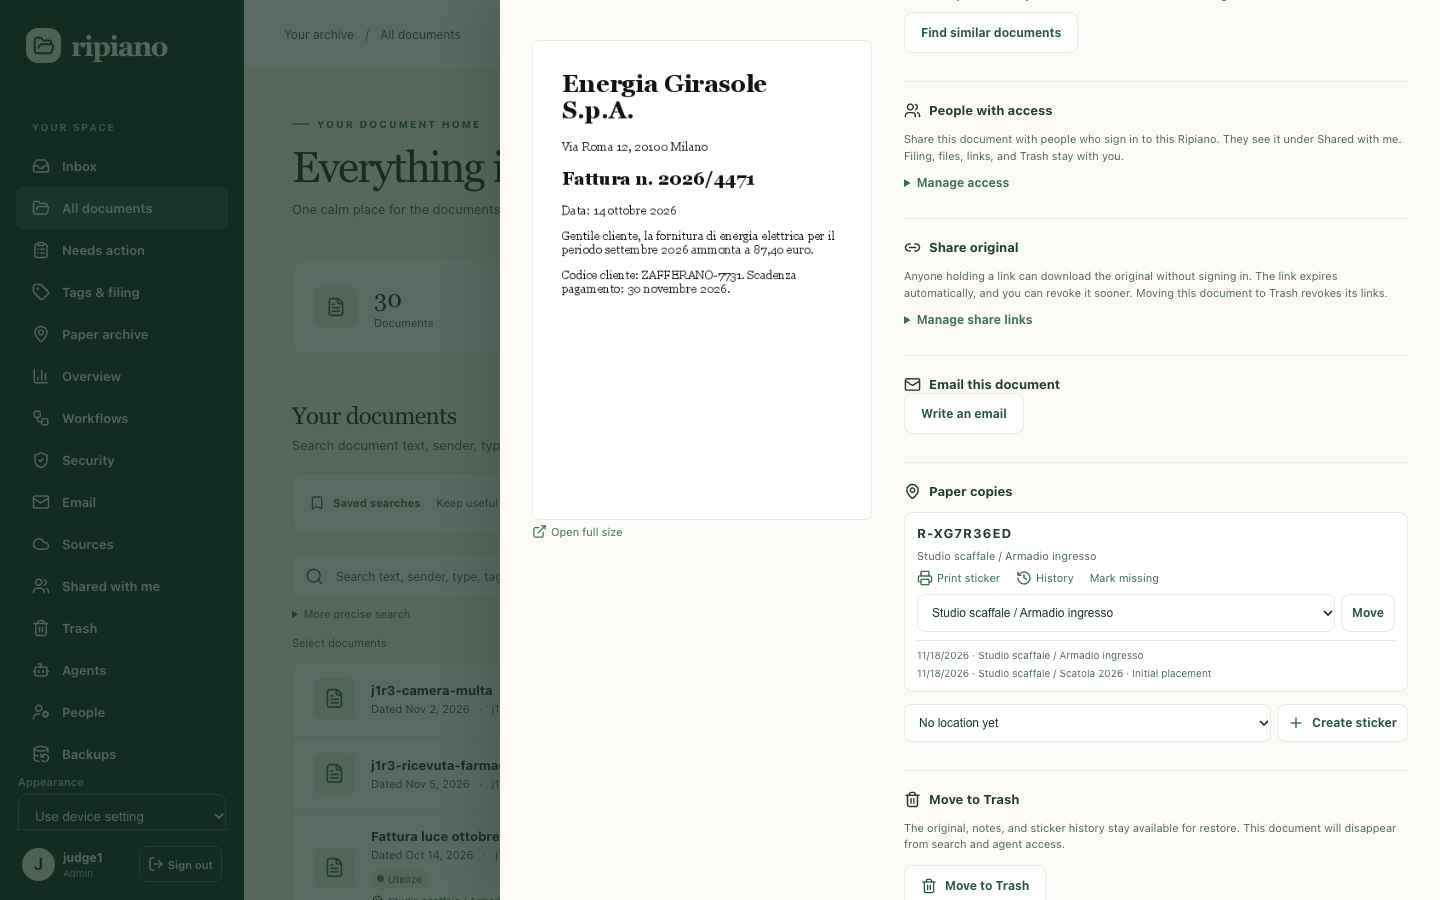 ripiano
YOUR SPACE
Inbox
All documents
Needs action
Tags & filing
Paper archive
Overview
Workflows
Security
Email
Sources
Shared with me
Trash
Agents
People
Backups
Appearance
Use device setting
J
judge1
Admin
Sign out
Your archive / All documents
YOUR DOCUMENT HOME
Everything i
One calm place for the documents
30
Documents
Your documents
Search document text, sender, typ
Saved searches Keep useful
Search text, sender, type, tag
More precise search
Select documents
j1r3-camera-multa
Dated Nov 2, 2026 · j1
j1r3-ricevuta-farma
Dated Nov 5, 2026 · j1
Fattura luce ottobre
Dated Oct 14, 2026 ·
Utenze
Energia Girasole
S.p.A.
Via Roma 12, 20100 Milano
Fattura n. 2026/4471
Data: 14 ottobre 2026
Gentile cliente, la fornitura di energia elettrica per il
periodo settembre 2026 ammonta a 87,40 euro.
Codice cliente: ZAFFERANO-7731. Scadenza
pagamento: 30 novembre 2026.
Open full size
Find similar documents
People with access
Share this document with people who sign in to this Ripiano. They see it under Shared with me.
Filing, files, links, and Trash stay with you.
Manage access
Share original
Anyone holding a link can download the original without signing in. The link expires
automatically, and you can revoke it sooner. Moving this document to Trash revokes its links.
Manage share links
Email this document
Write an email
Paper copies
R-XG7R36ED
Studio scaffale / Armadio ingresso
Print sticker History Mark missing
Studio scaffale / Armadio ingresso Move
11/18/2026 · Studio scaffale / Armadio ingresso
11/18/2026 · Studio scaffale / Scatola 2026 · Initial placement
No location yet Create sticker
Move to Trash
The original, notes, and sticker history stay available for restore. This document will disappear
from search and agent access.
Move to Trash